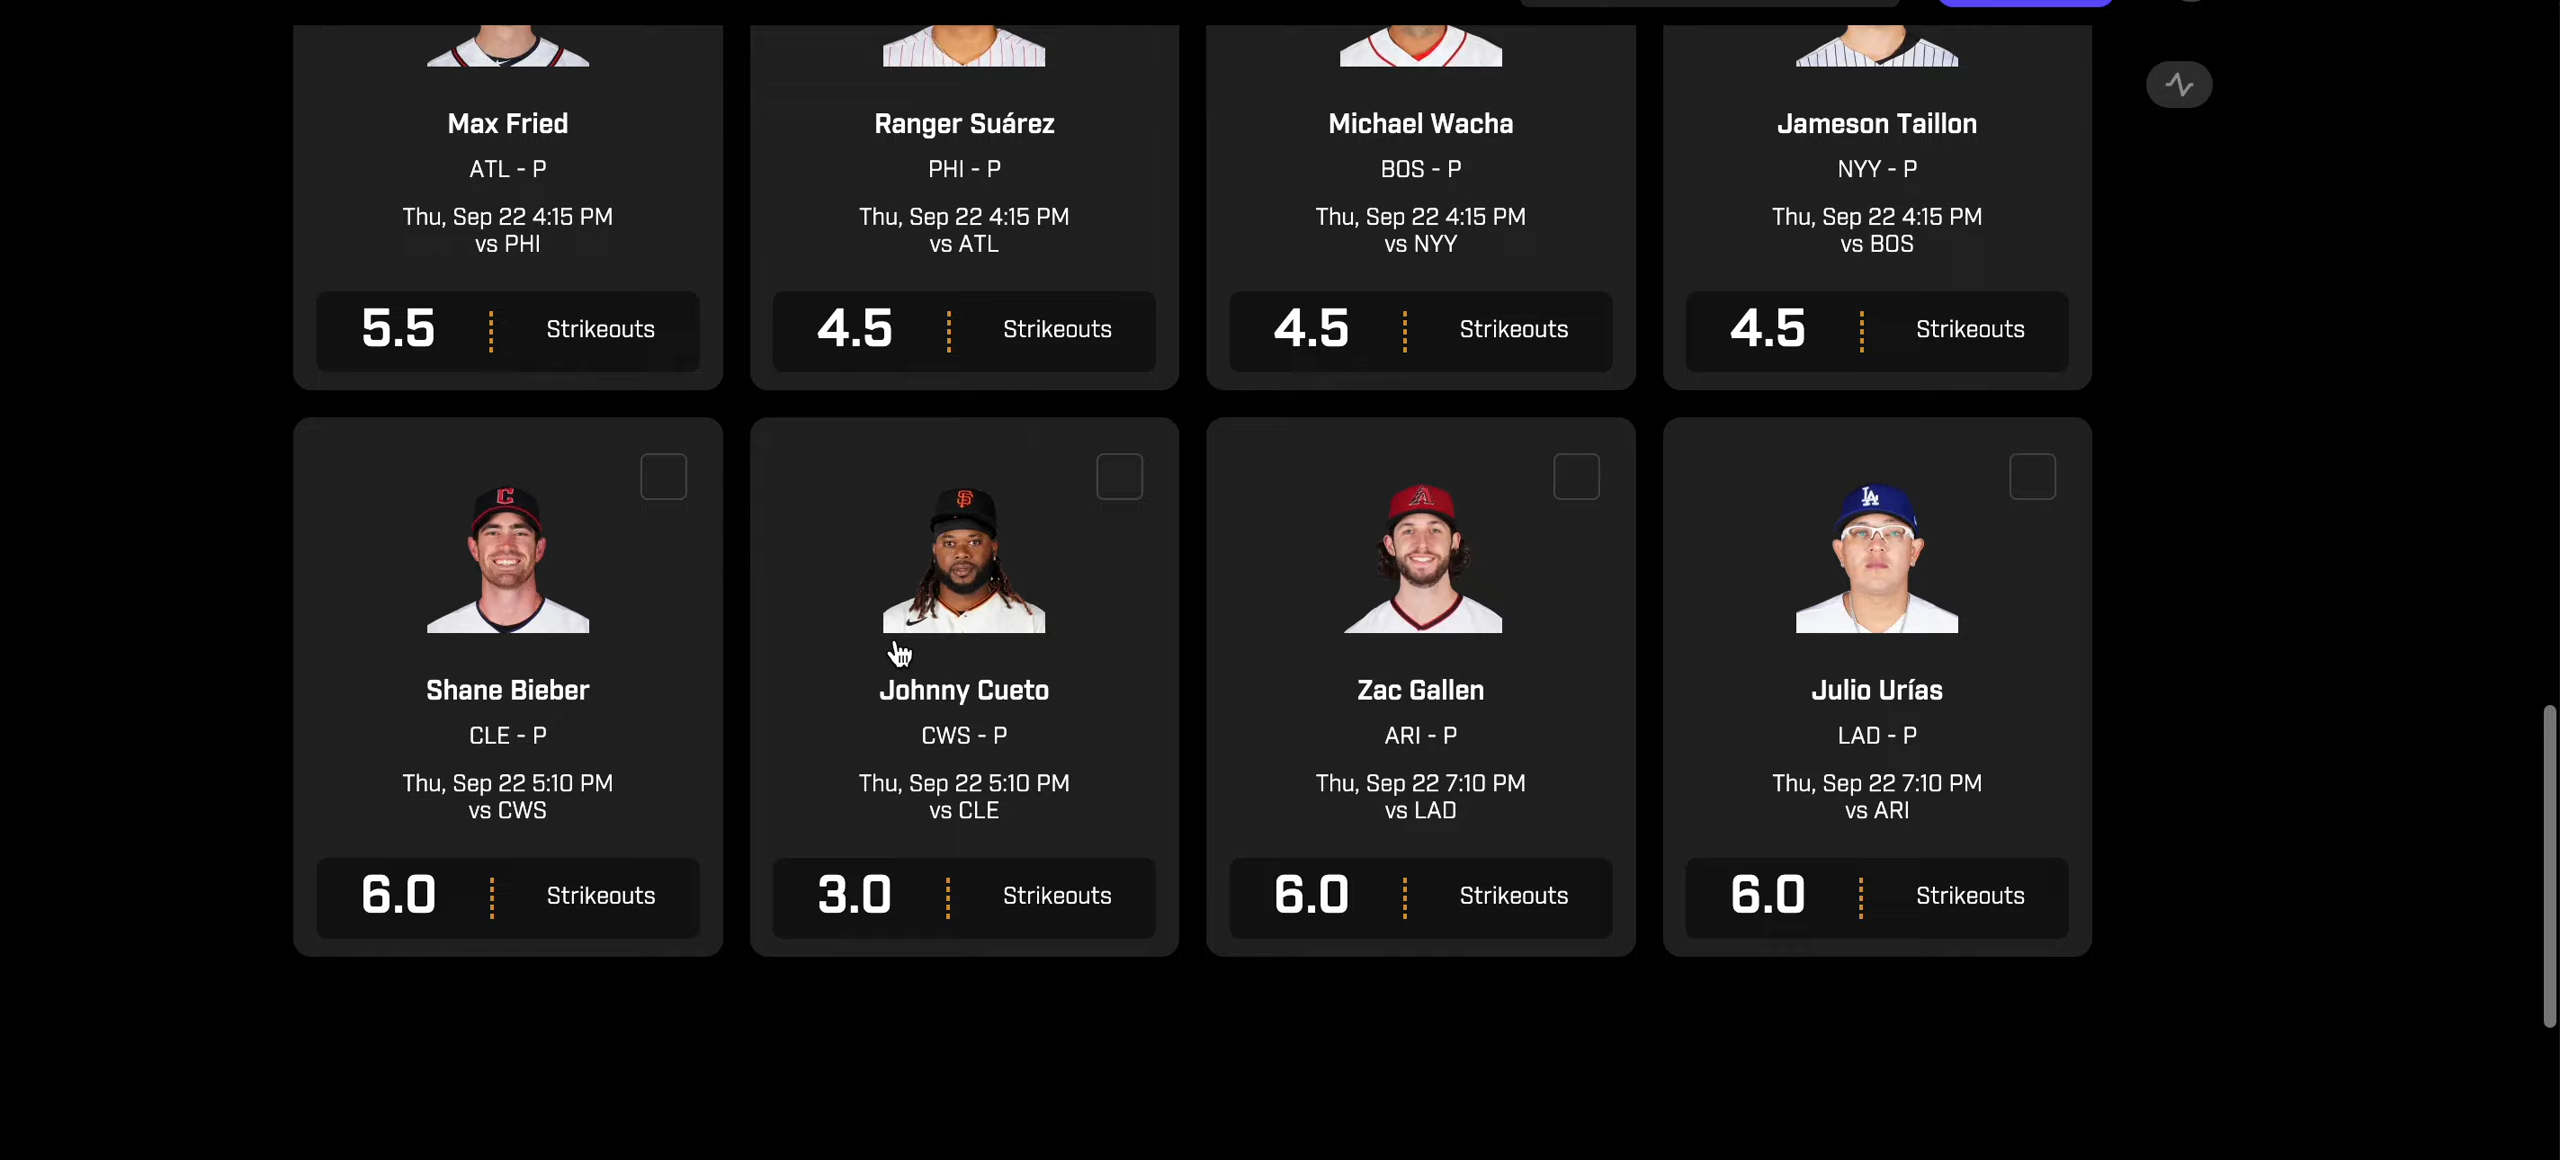 Max Fried
ATL - P
Thu, Sep 22 4:15 PM
vs PHI
5.5 Strikeouts
Ranger Suárez
PHI - P
Thu, Sep 22 4:15 PM
vs ATL
4.5 Strikeouts
Michael Wacha
BOS - P
Thu, Sep 22 4:15 PM
vs NYY
4.5 Strikeouts
Jameson Taillon
NYY - P
Thu, Sep 22 4:15 PM
vs BOS
4.5 Strikeouts
C
Shane Bieber
CLE - P
Thu, Sep 22 5:10 PM
vs CWS
6.0 Strikeouts
SF
Johnny Cueto
CWS - P
Thu, Sep 22 5:10 PM
vs CLE
3.0 Strikeouts
A
Zac Gallen
ARI - P
Thu, Sep 22 7:10 PM
vs LAD
6.0 Strikeouts
LA
Julio Urías
LAD - P
Thu, Sep 22 7:10 PM
vs ARI
6.0 Strikeouts